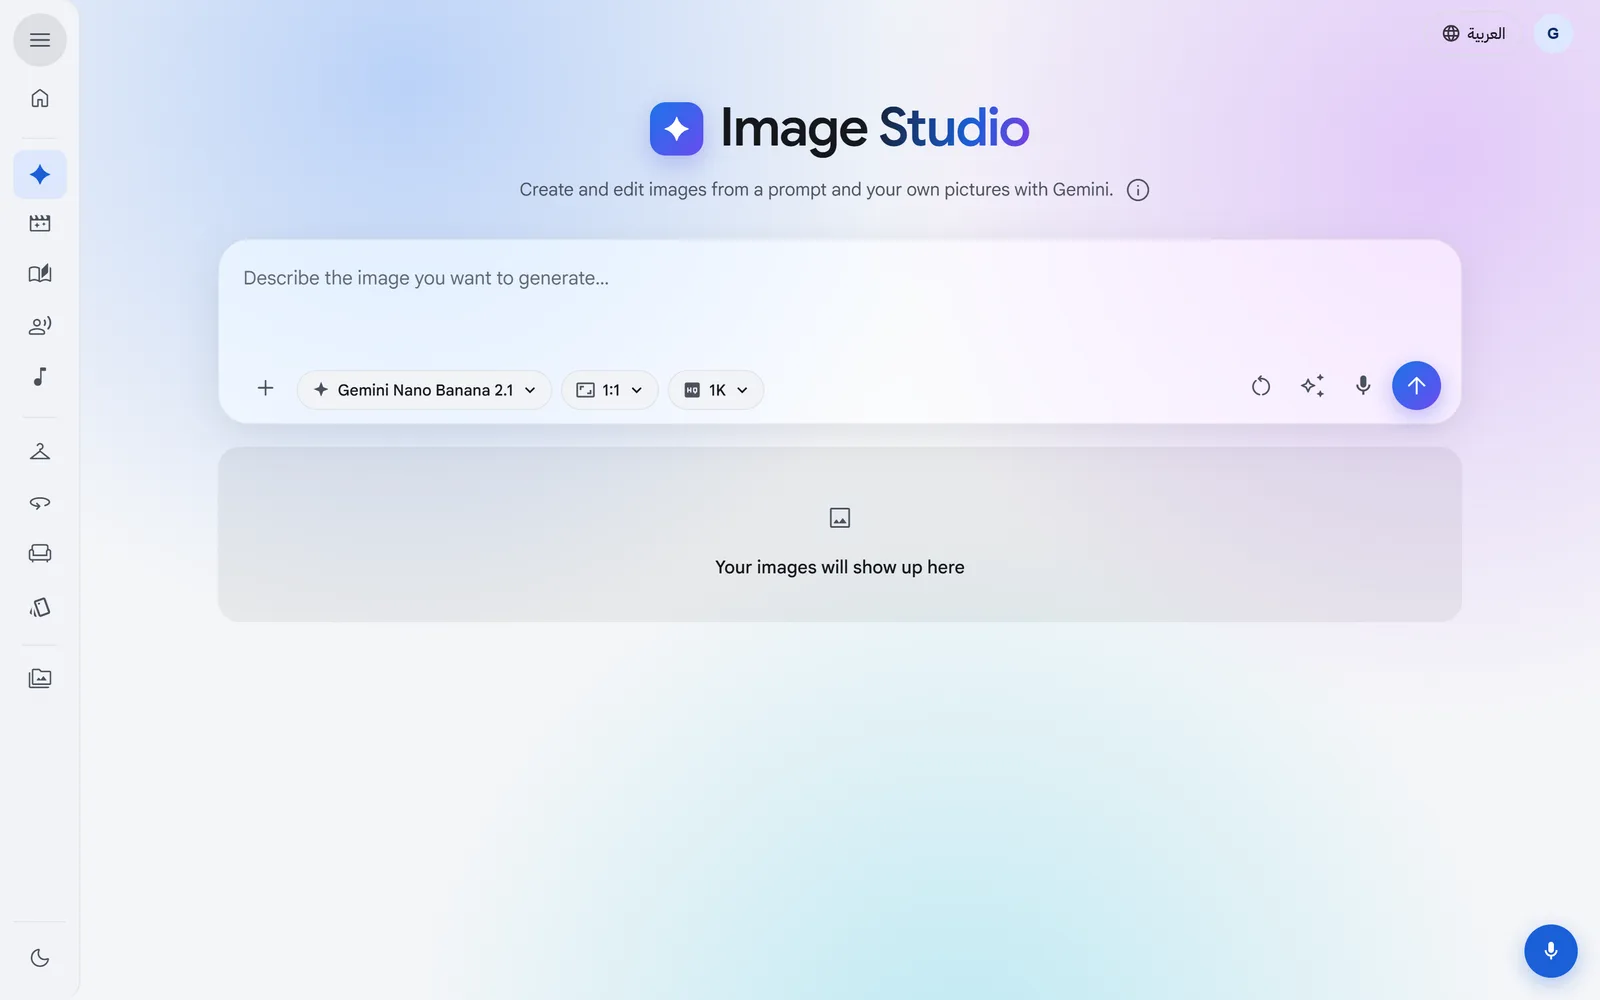 العربية
G
Image Studio
Create and edit images from a prompt and your own pictures with Gemini.
Describe the image you want to generate...
Gemini Nano Banana 2.1
1:1
HQ
1K
Your images will show up here